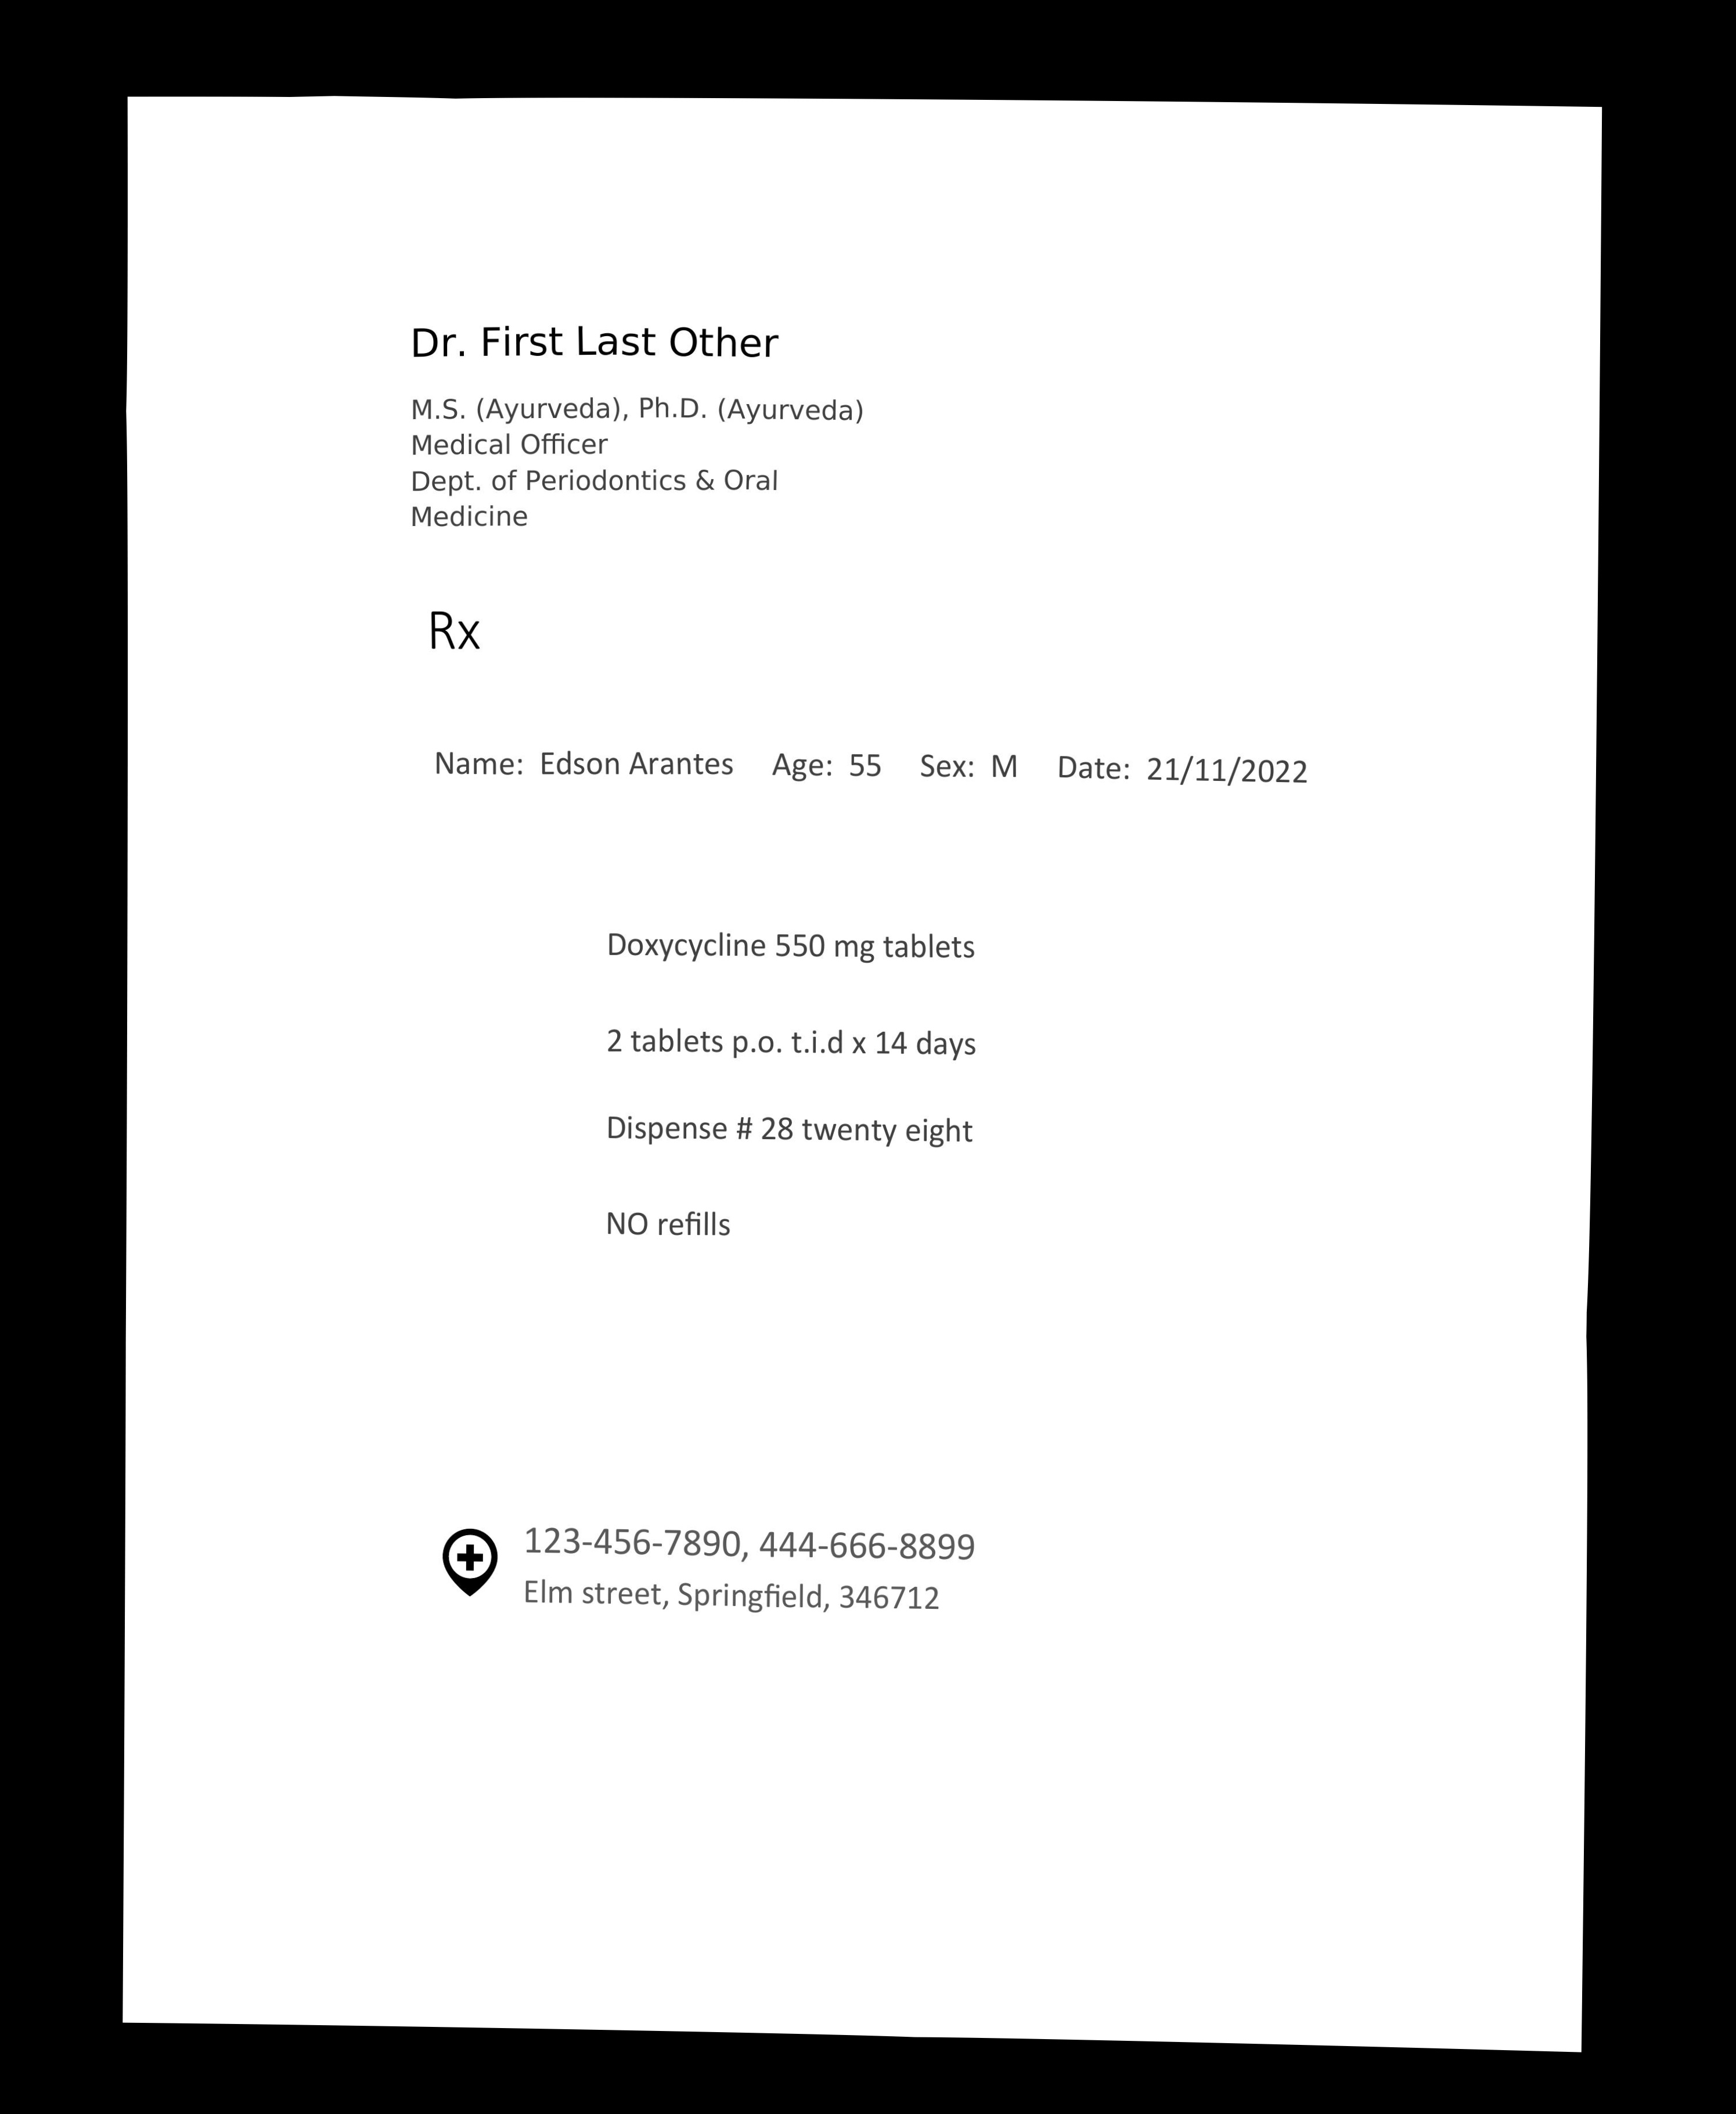 Dr. First Last Other
M.S. (Ayurveda), Ph.D. (Ayurveda)
Medical Officer
Dept. of Periodontics & Oral
Medicine
Rx
Name: Edson Arantes Age: 55 Sex: M Date: 21/11/2022
Doxycycline 550 mg tablets
2 tablets p.o. t.i.d x 14 days
Dispense # 28 twenty eight
NO refills
123-456-7890, 444-666-8899
Elm street, Springfield, 346712